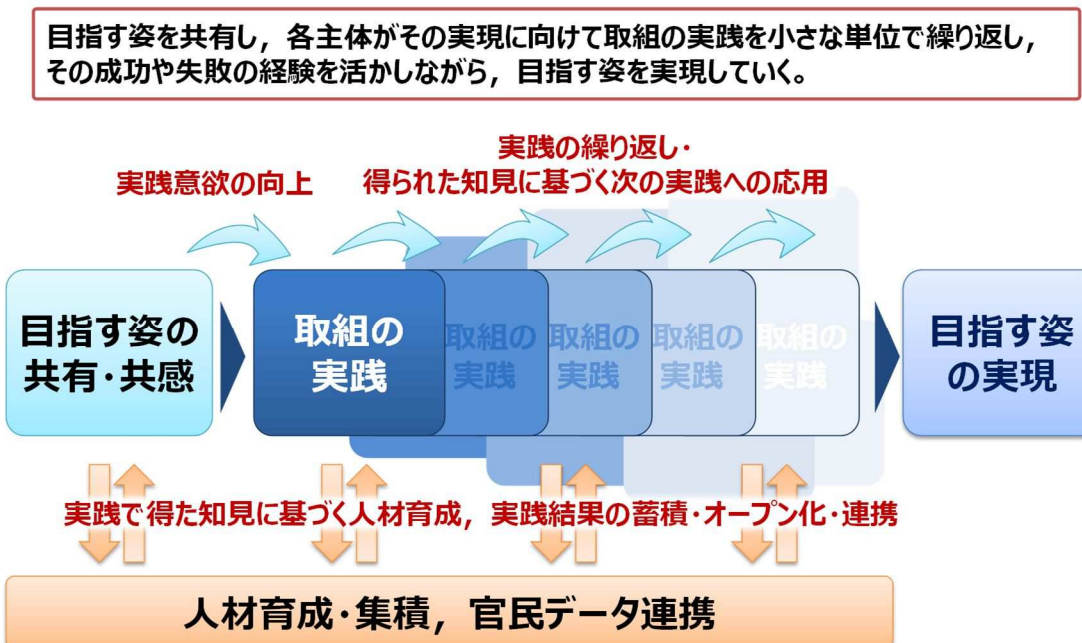 目指す姿を共有し，各主体がその実現に向けて取組の実践を小さな単位で繰り返し，
その成功や失敗の経験を活かしながら，目指す姿を実現していく。
実践意欲の向上
実践の繰り返し・
得られた知見に基づく次の実践への応用
目指す姿の
共有・共感
取組の
実践
取組の
実践
取組の
実践
取組の
実践
取組の
実践
目指す姿
の実現
実践で得た知見に基づく人材育成，実践結果の蓄積・オープン化・連携
人材育成・集積，官民データ連携